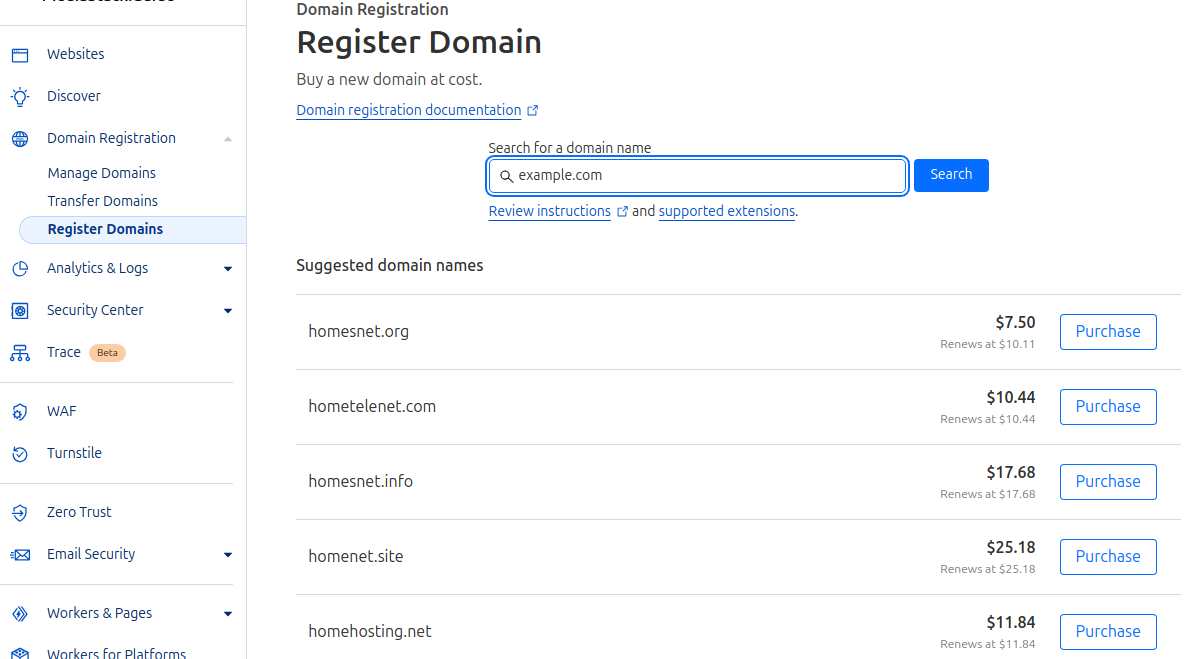 Domain Registration
Register Domain
Buy a new domain at cost.
Domain registration documentation
Search for a domain name
example.com
Search
Review instructions and supported extensions.
Suggested domain names
homesnet.org
$7.50
Renews at $10.11
Purchase
hometelenet.com
$10.44
Renews at $10.44
Purchase
homesnet.info
$17.68
Renews at $17.68
Purchase
homenet.site
$25.18
Renews at $25.18
Purchase
homehosting.net
$11.84
Renews at $11.84
Purchase
Websites
Discover
Domain Registration
Manage Domains
Transfer Domains
Register Domains
Analytics & Logs
Security Center
Trace Beta
WAF
Turnstile
Zero Trust
Email Security
Workers & Pages
Workers for Platforms